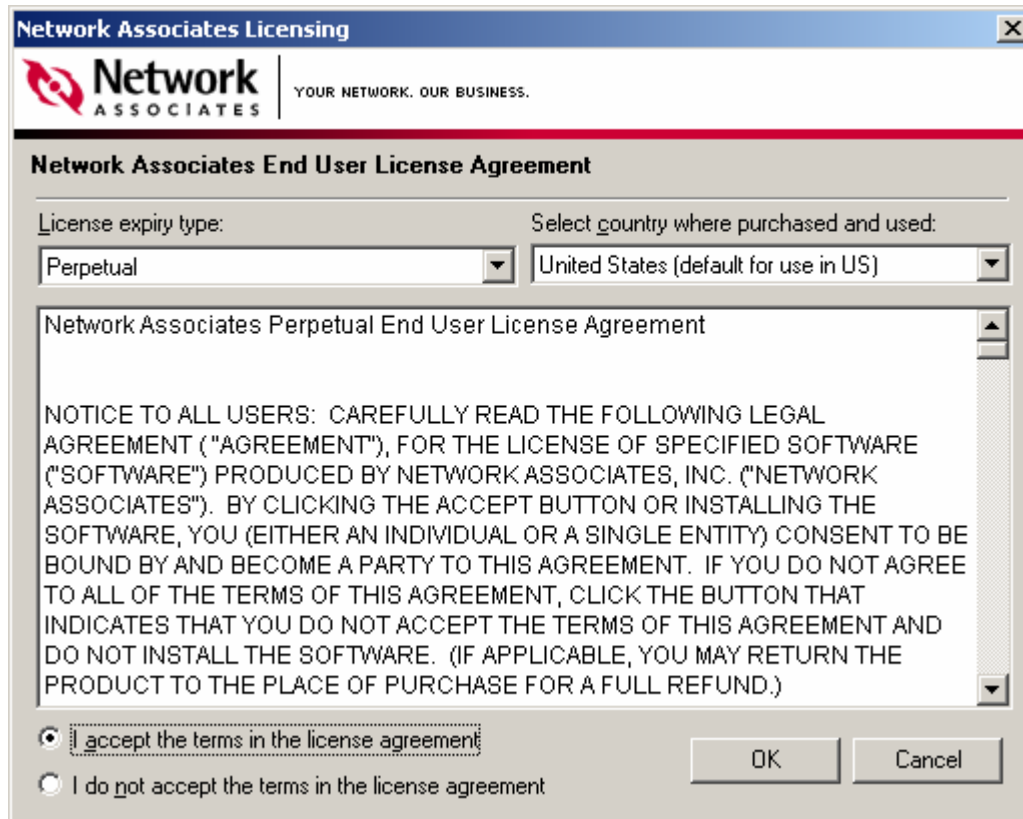 Network Associates Licensing
Network
ASSOCIATES
YOUR NETWORK. OUR BUSINESS.
Network Associates End User License Agreement
License expiry type:
Select country where purchased and used:
Perpetual
United States (default for use in US)
Network Associates Perpetual End User License Agreement
NOTICE TO ALL USERS:  CAREFULLY READ THE FOLLOWING LEGAL
AGREEMENT ( "AGREEMENT"), FOR THE LICENSE OF SPECIFIED SOFTWARE
("SOFTWARE") PRODUCED BY NETWORK ASSOCIATES, INC. ("NETWORK
ASSOCIATES").  BY CLICKING THE ACCEPT BUTTON OR INSTALLING THE
SOFTWARE, YOU (EITHER AN INDIVIDUAL OR A SINGLE ENTITY) CONSENT TO BE
BOUND BY AND BECOME A PARTY TO THIS AGREEMENT.  IF YOU DO NOT AGREE
TO ALL OF THE TERMS OF THIS AGREEMENT, CLICK THE BUTTON THAT
INDICATES THAT YOU DO NOT ACCEPT THE TERMS OF THIS AGREEMENT AND
DO NOT INSTALL THE SOFTWARE.  (IF APPLICABLE, YOU MAY RETURN THE
PRODUCT TO THE PLACE OF PURCHASE FOR A FULL REFUND.)
I accept the terms in the license agreement
I do not accept the terms in the license agreement
OK
Cancel